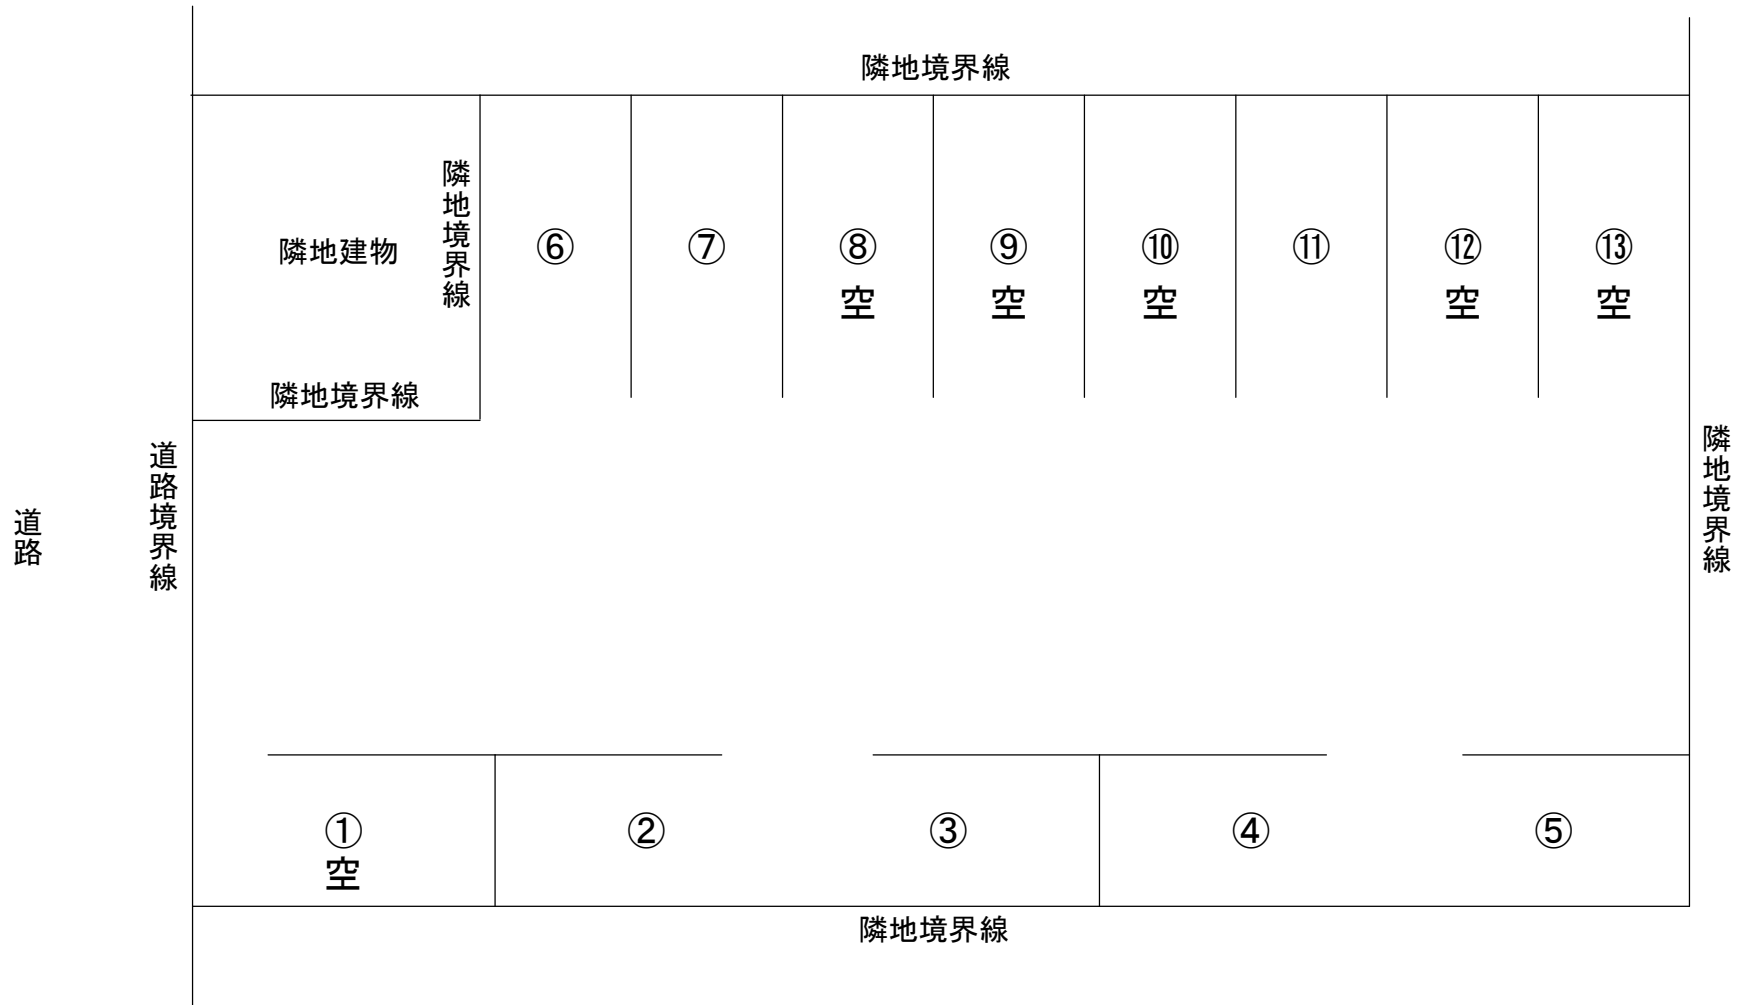 隣地境界線
隣地建物
隣地境界線
隣地境界線
⑥ ⑦ ⑧ ⑨ ⑩ ⑪ ⑫ ⑬
空 空 空 空 空
道路
道路境界線
隣地境界線
① ② ③ ④ ⑤
空
隣地境界線